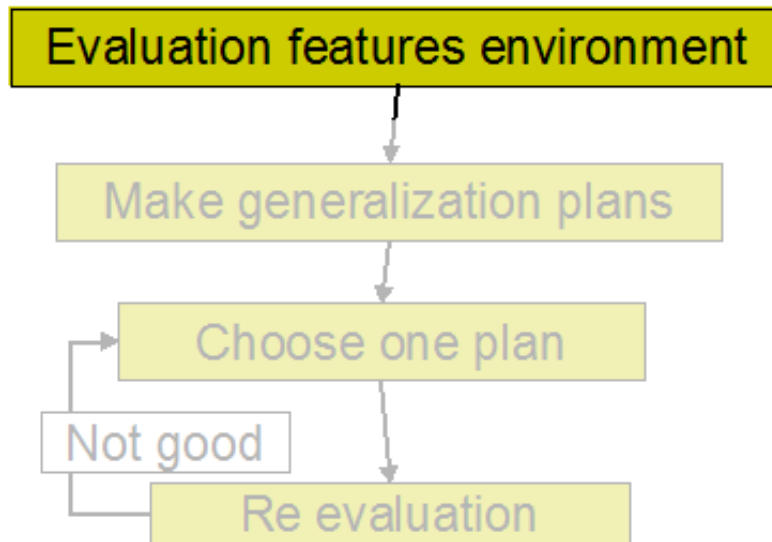 Evaluation features environment
Make generalization plans
Choose one plan
Not good
Re evaluation